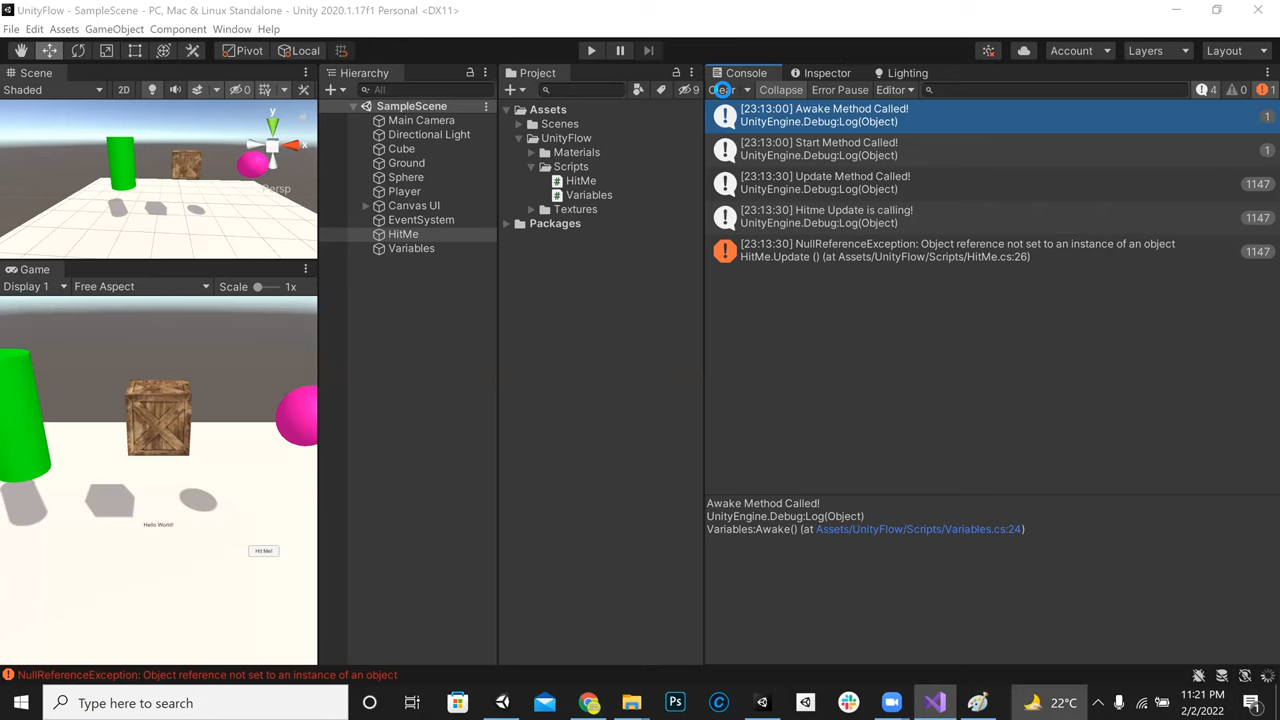 UnityFlow - SampleScene - PC, Mac & Linux Standalone - Unity 2020.1.17f1 Personal <DX11>
File Edit Assets GameObject Component Window Help
Pivot Local Account Layers Layout
Scene
Shaded 2D 0
y
x
Persp
Game
Display 1 Free Aspect Scale 1x
Hello World!
Hit Me!
Hierarchy
All
SampleScene
Main Camera
Directional Light
Cube
Ground
Sphere
Player
Canvas UI
EventSystem
HitMe
Variables
Project
9
Assets
Scenes
UnityFlow
Materials
Scripts
HitMe
Variables
Textures
Packages
Console Inspector Lighting
Clear Collapse Error Pause Editor 4 0 1
[23:13:00] Awake Method Called!
UnityEngine.Debug:Log(Object)
1
[23:13:00] Start Method Called!
UnityEngine.Debug:Log(Object)
1
[23:13:30] Update Method Called!
UnityEngine.Debug:Log(Object)
1147
[23:13:30] Hitme Update is calling!
UnityEngine.Debug:Log(Object)
1147
[23:13:30] NullReferenceException: Object reference not set to an instance of an object
HitMe.Update () (at Assets/UnityFlow/Scripts/HitMe.cs:26)
1147
Awake Method Called!
UnityEngine.Debug:Log(Object)
Variables:Awake() (at Assets/UnityFlow/Scripts/Variables.cs:24)
NullReferenceException: Object reference not set to an instance of an object
Type here to search
Ps
22°C
11:21 PM
2/2/2022